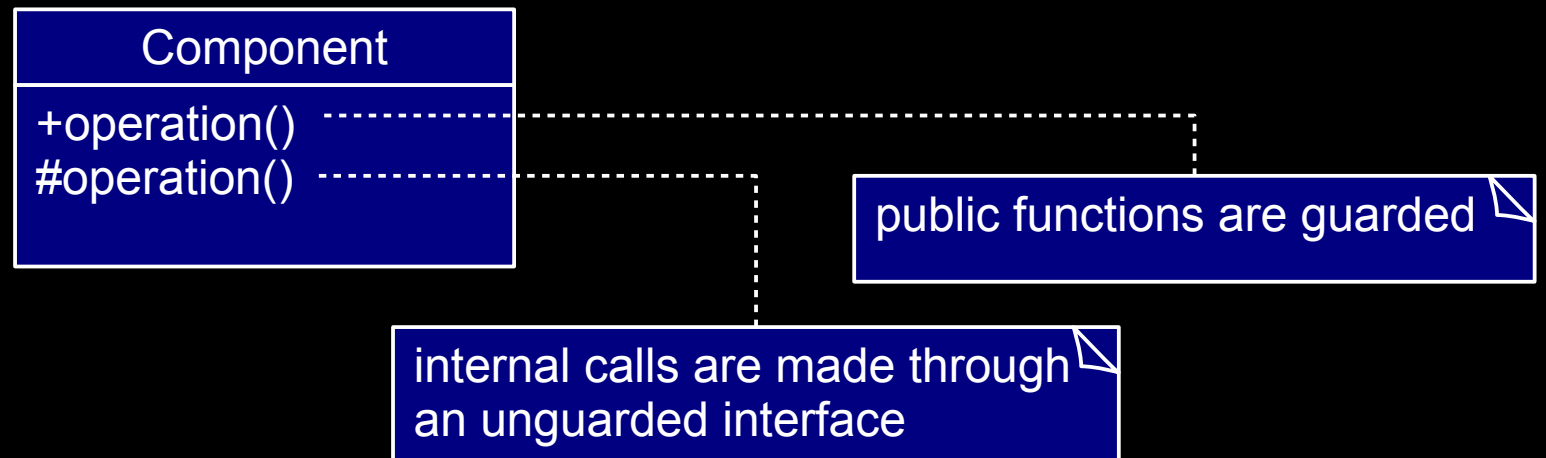 Component
+operation()
#operation()
public functions are guarded
internal calls are made through
an unguarded interface